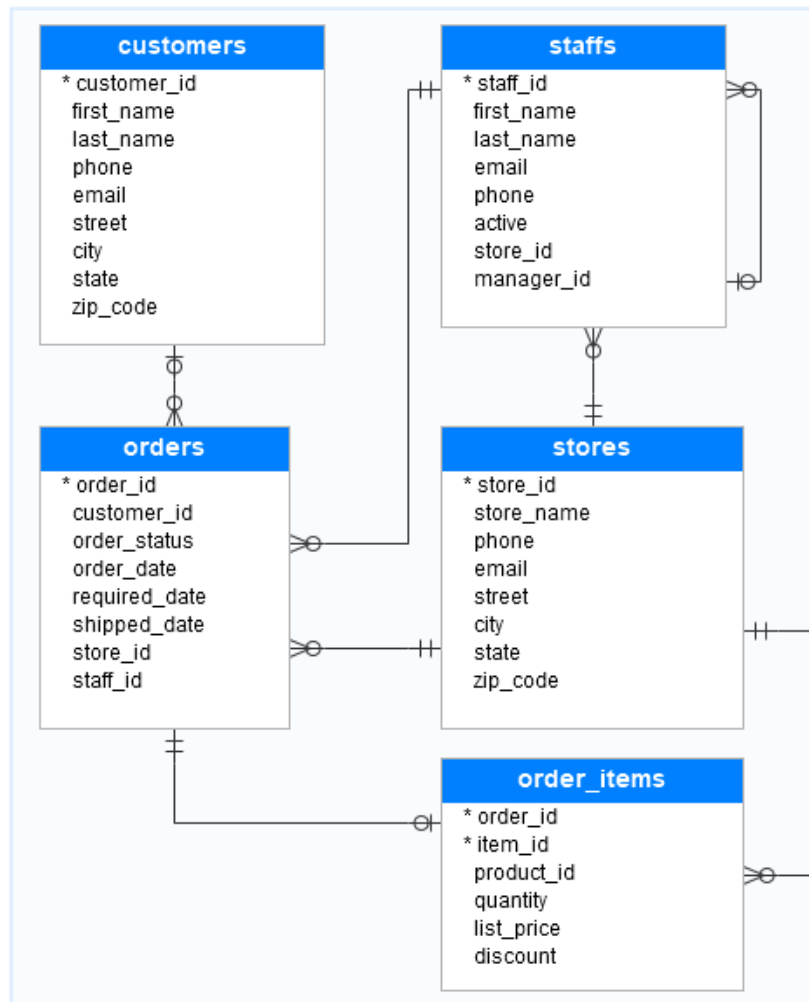 customers
* customer_id
first_name
last_name
phone
email
street
city
state
zip_code
staffs
* staff_id
first_name
last_name
email
phone
active
store_id
manager_id
orders
* order_id
customer_id
order_status
order_date
required_date
shipped_date
store_id
staff_id
stores
* store_id
store_name
phone
email
street
city
state
zip_code
order_items
* order_id
* item_id
product_id
quantity
list_price
discount